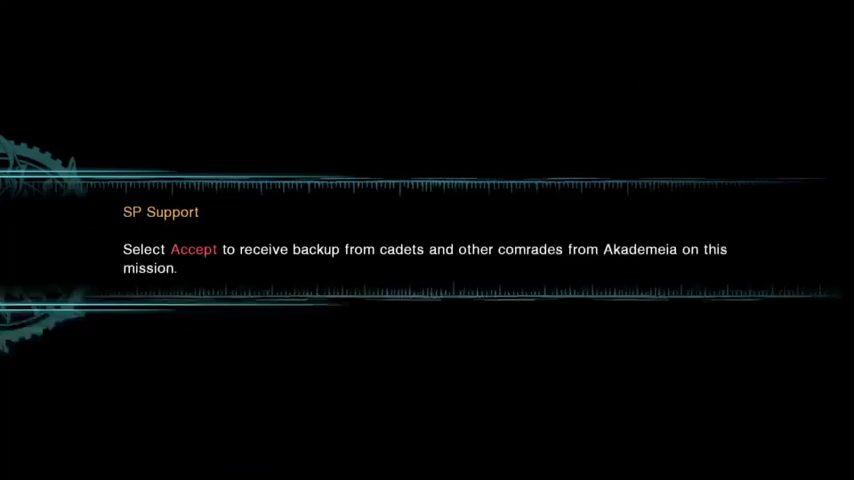 SP Support
Select Accept to receive backup from cadets and other comrades from Akademeia on this
mission.